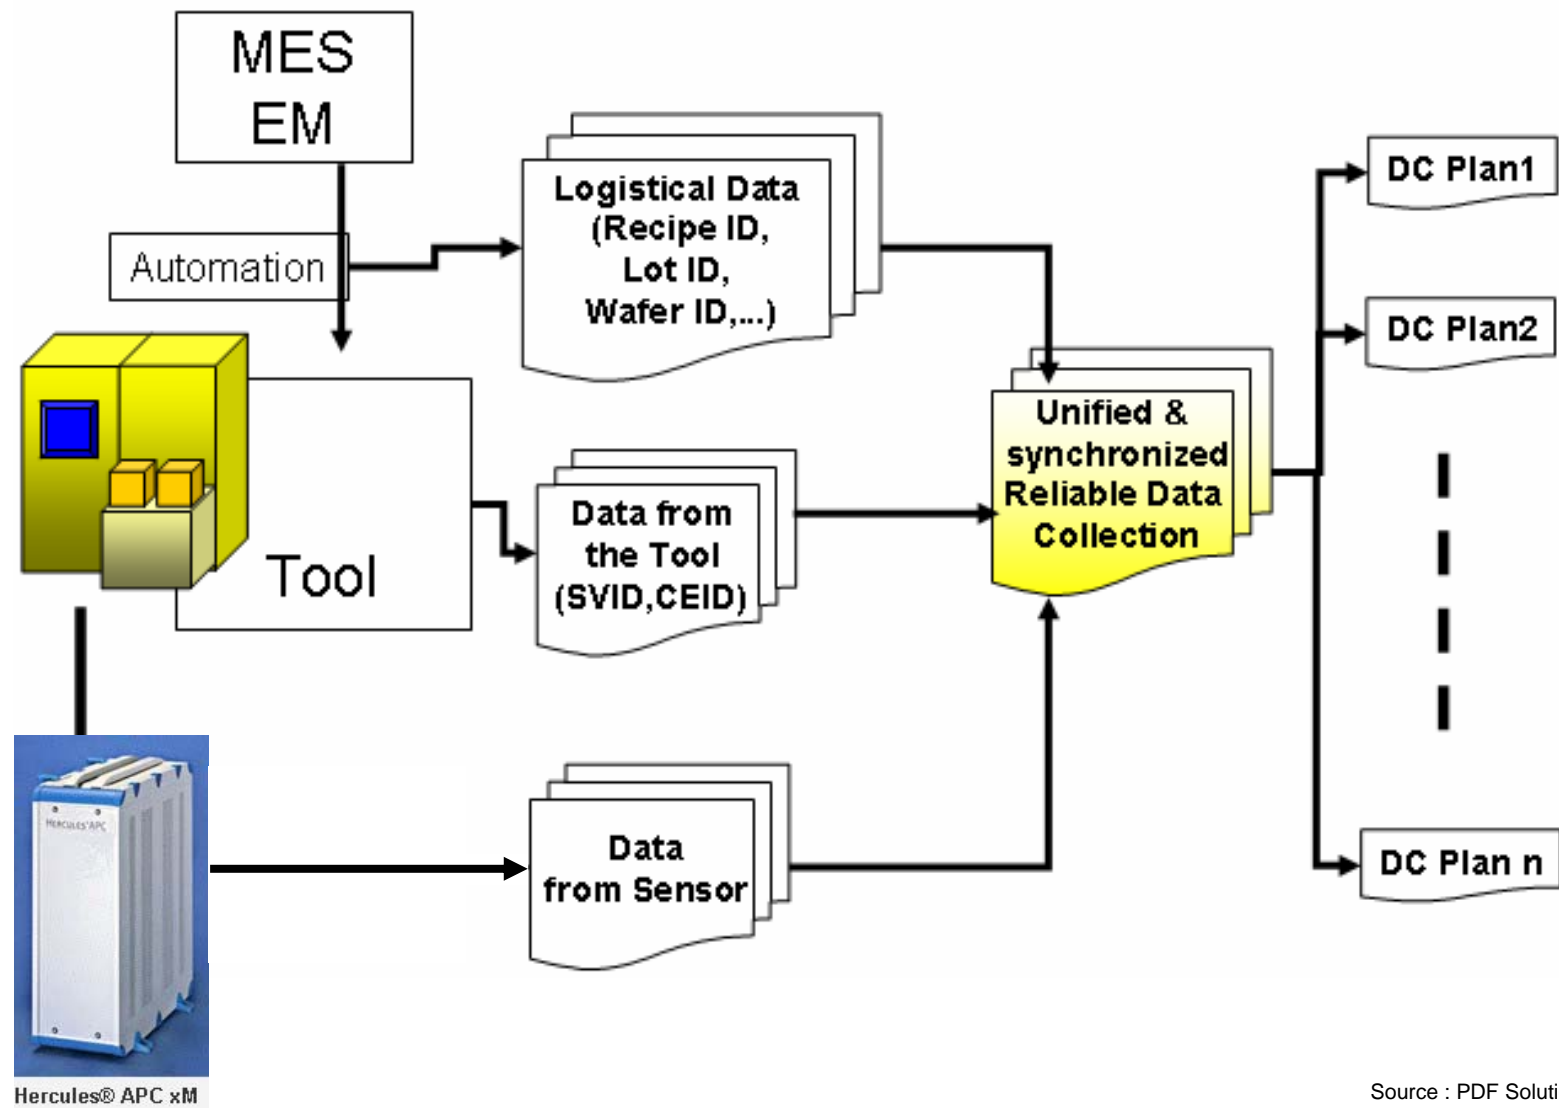 MES
EM
Automation
Logistical Data
(Recipe ID,
Lot ID,
Wafer ID,...)
DC Plan1
DC Plan2
Unified &
synchronized
Reliable Data
Collection
Data from
the Tool
(SVID,CEID)
Tool
HERCULES® APC
Data
from Sensor
DC Plan n
Hercules® APC xM
Source : PDF Soluti